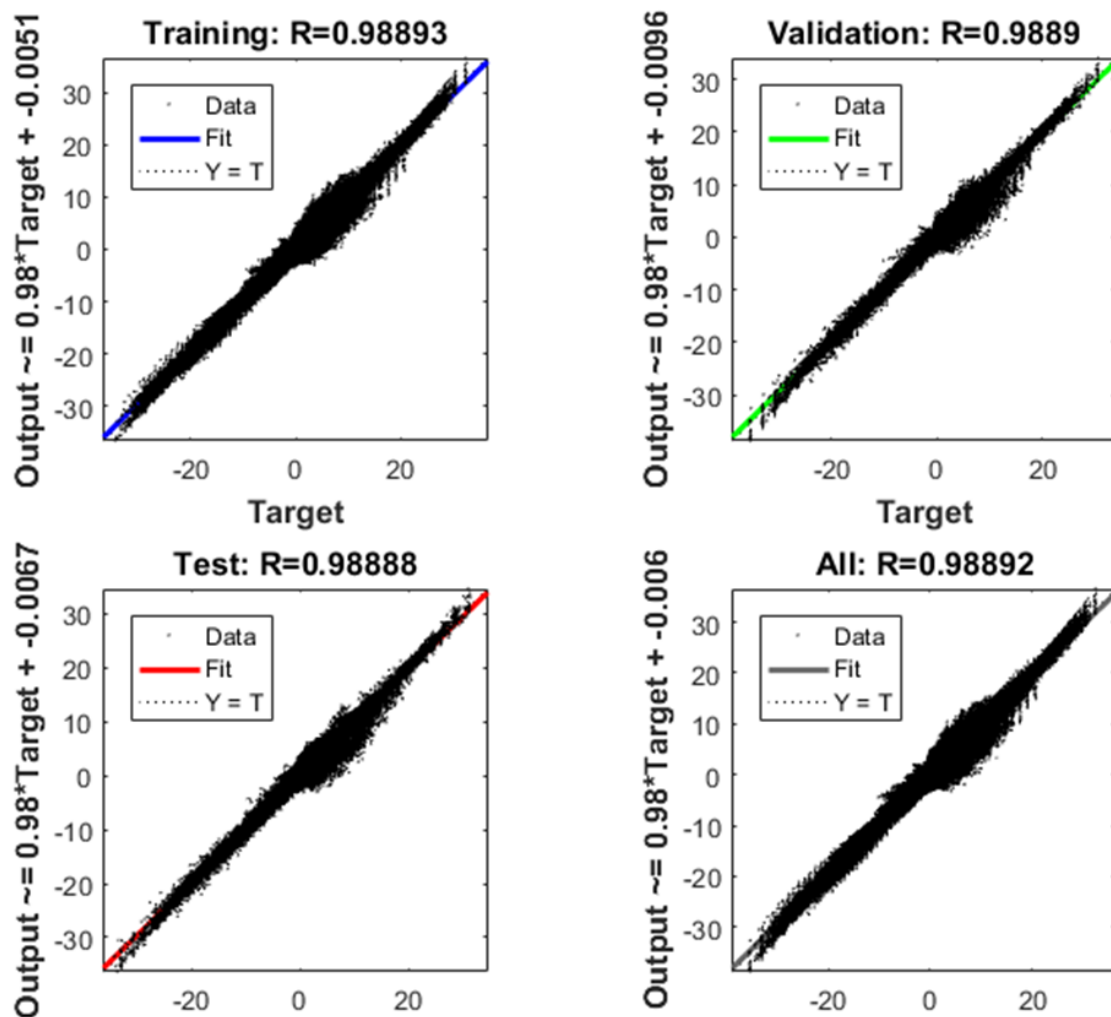 Training: R=0.98893
Output ~= 0.98*Target + -0.0051
30
20
10
0
-10
-20
-30
Data
Fit
Y = T
-20 0 20
Target
Validation: R=0.9889
Output ~= 0.98*Target + -0.0096
30
20
10
0
-10
-20
-30
Data
Fit
Y = T
-20 0 20
Target
Test: R=0.98888
Output ~= 0.98*Target + -0.0067
30
20
10
0
-10
-20
-30
Data
Fit
Y = T
-20 0 20
All: R=0.98892
Output ~= 0.98*Target + -0.006
30
20
10
0
-10
-20
-30
Data
Fit
Y = T
-20 0 20